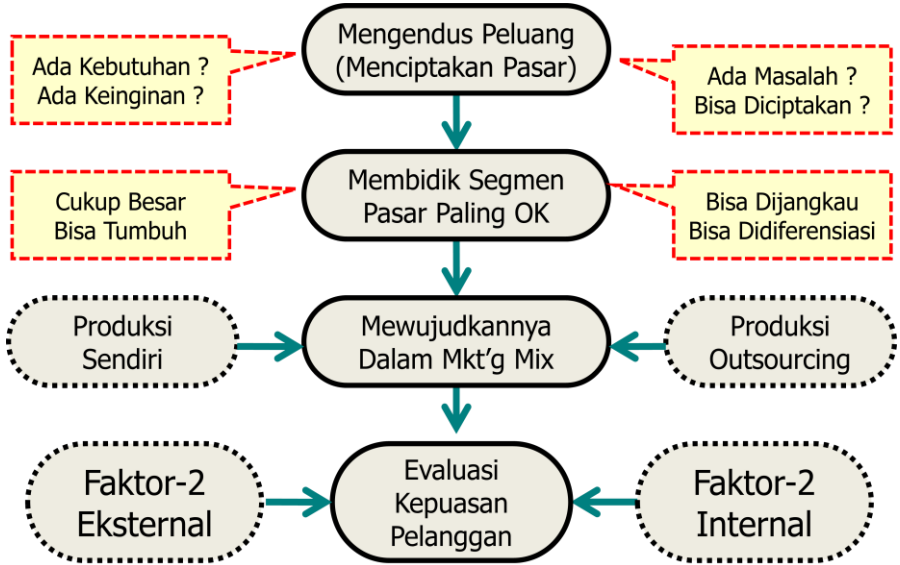 Mengendus Peluang
(Menciptakan Pasar)
Ada Kebutuhan ?
Ada Keinginan ?
Ada Masalah ?
Bisa Diciptakan ?
Membidik Segmen
Pasar Paling OK
Cukup Besar
Bisa Tumbuh
Bisa Dijangkau
Bisa Didiferensiasi
Produksi
Sendiri
Mewujudkannya
Dalam Mkt'g Mix
Produksi
Outsourcing
Faktor-2
Eksternal
Evaluasi
Kepuasan
Pelanggan
Faktor-2
Internal